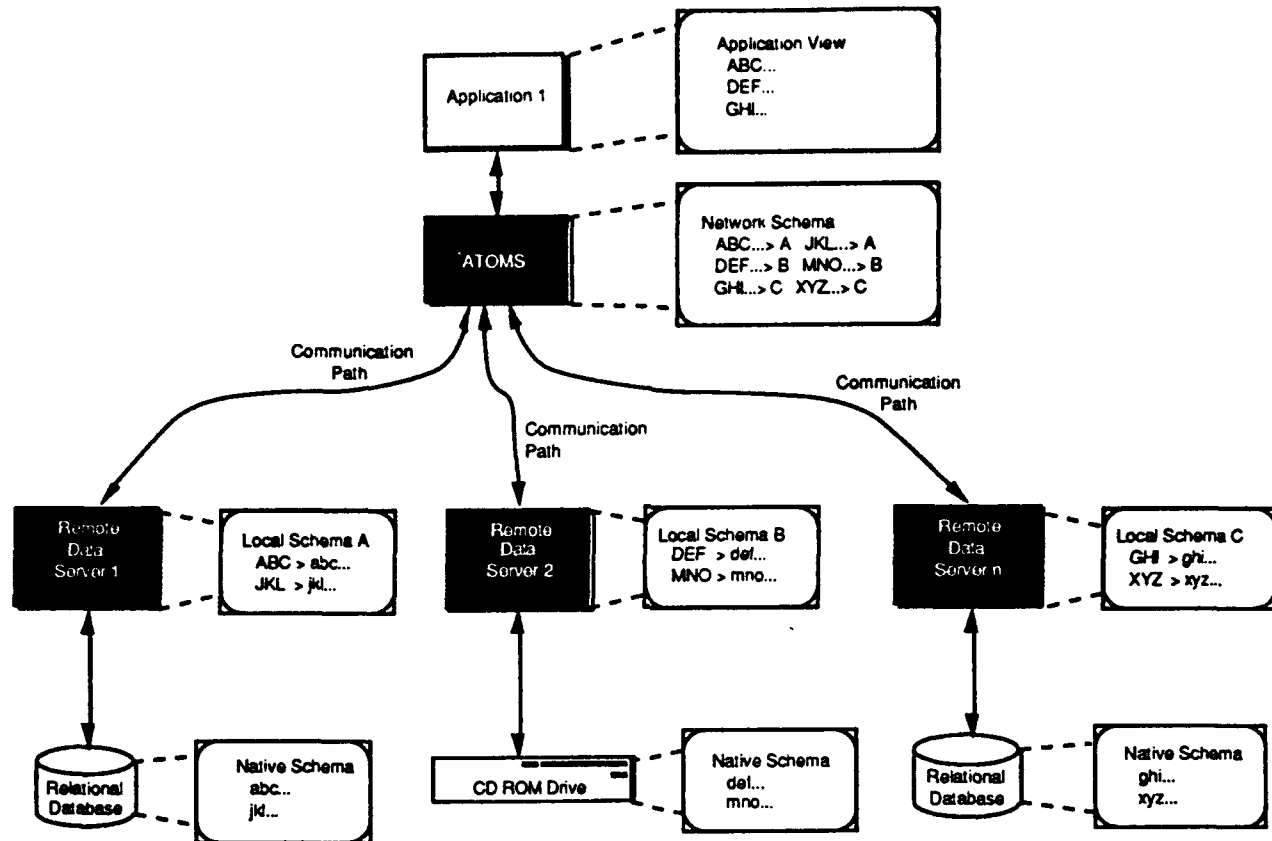 Application 1
Application View
ABC...
DEF...
GHI...
ATOMS
Network Schema
ABC...> A JKL...> A
DEF...> B MNO...> B
GHI...> C XYZ...> C
Communication
Path
Communication
Path
Communication
Path
Remote
Data
Server 1
Local Schema A
ABC > abc...
JKL > jkl...
Remote
Data
Server 2
Local Schema B
DEF > def...
MNO > mno...
Remote
Data
Server n
Local Schema C
GHI > ghi...
XYZ > xyz...
Relational
Database
Native Schema
abc...
jkl...
CD ROM Drive
Native Schema
def...
mno...
Relational
Database
Native Schema
ghi...
xyz...